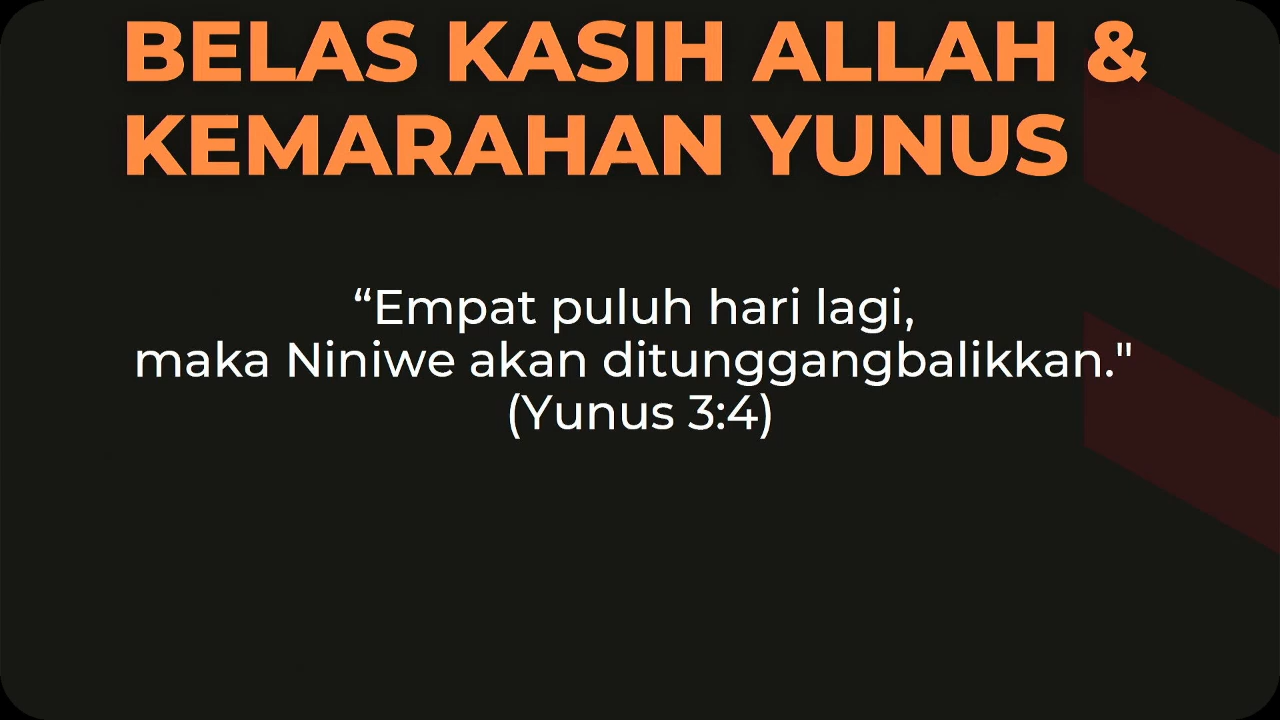 BELAS KASIH ALLAH &
KEMARAHAN YUNUS
“Empat puluh hari lagi,
maka Niniwe akan ditunggangbalikkan."
(Yunus 3:4)